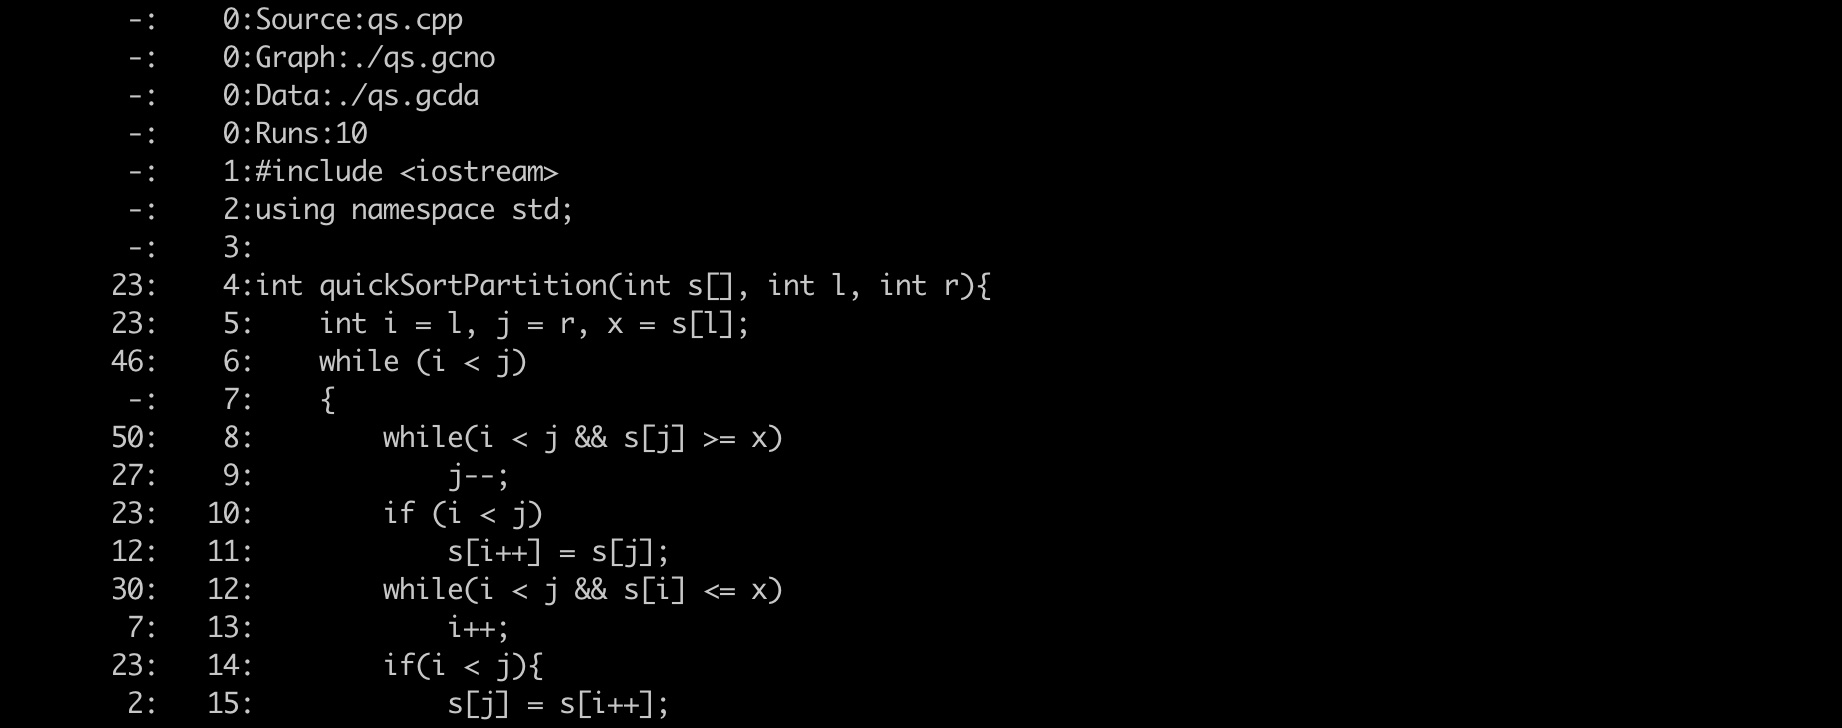 -:    0:Source:qs.cpp
-:    0:Graph:./qs.gcno
-:    0:Data:./qs.gcda
-:    0:Runs:10
-:    1:#include <iostream>
-:    2:using namespace std;
-:    3:
23:    4:int quickSortPartition(int s[], int l, int r){
23:    5:    int i = l, j = r, x = s[l];
46:    6:    while (i < j)
-:    7:    {
50:    8:        while(i < j && s[j] >= x)
27:    9:            j--;
23:   10:        if (i < j)
12:   11:            s[i++] = s[j];
30:   12:        while(i < j && s[i] <= x)
7:   13:            i++;
23:   14:        if(i < j){
2:   15:            s[j] = s[i++];